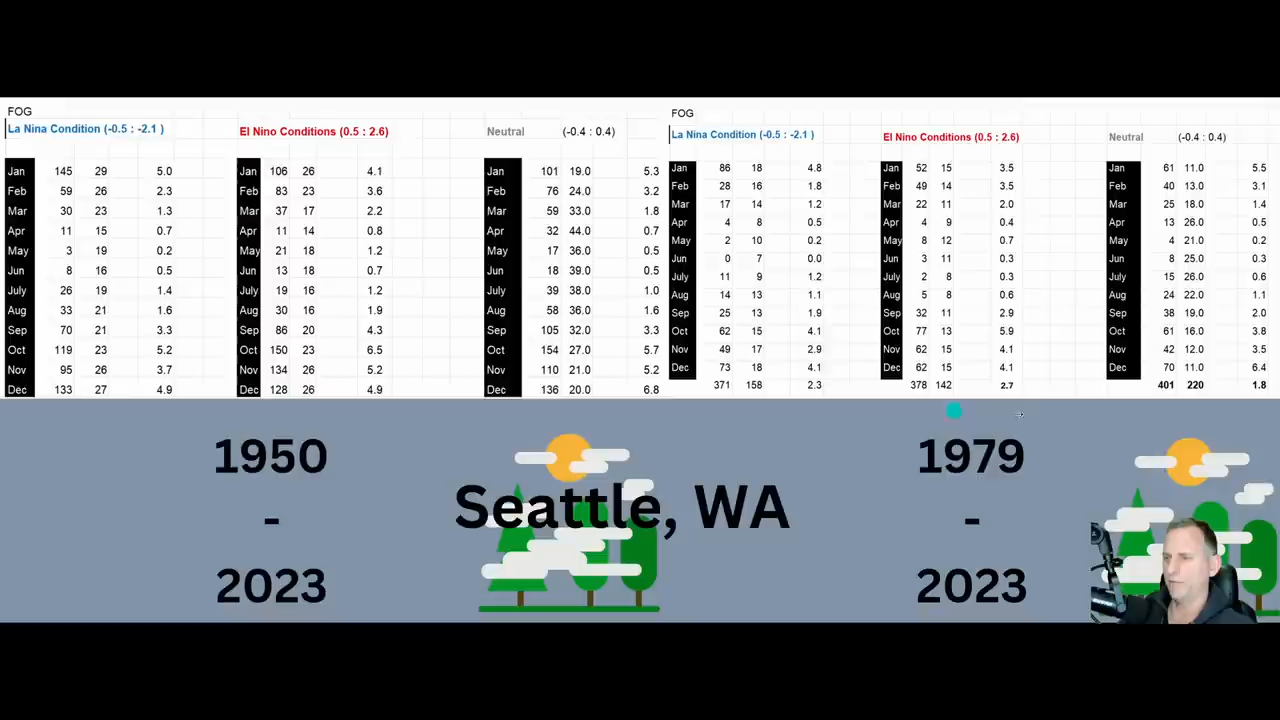 FOG
La Nina Condition (-0.5 : -2.1 )
El Nino Conditions (0.5 : 2.6)
Neutral (-0.4 : 0.4)
Jan 145 29 5.0 Jan 106 26 4.1 Jan 101 19.0 5.3
Feb 59 26 2.3 Feb 83 23 3.6 Feb 76 24.0 3.2
Mar 30 23 1.3 Mar 37 17 2.2 Mar 59 33.0 1.8
Apr 11 15 0.7 Apr 11 14 0.8 Apr 32 44.0 0.7
May 3 19 0.2 May 21 18 1.2 May 17 36.0 0.5
Jun 8 16 0.5 Jun 13 18 0.7 Jun 18 39.0 0.5
July 26 19 1.4 July 19 16 1.2 July 39 38.0 1.0
Aug 33 21 1.6 Aug 30 16 1.9 Aug 58 36.0 1.6
Sep 70 21 3.3 Sep 86 20 4.3 Sep 105 32.0 3.3
Oct 119 23 5.2 Oct 150 23 6.5 Oct 154 27.0 5.7
Nov 95 26 3.7 Nov 134 26 5.2 Nov 110 21.0 5.2
Dec 133 27 4.9 Dec 128 26 4.9 Dec 136 20.0 6.8
FOG
La Nina Condition (-0.5 : -2.1 )
El Nino Conditions (0.5 : 2.6)
Neutral (-0.4 : 0.4)
Jan 86 18 4.8 Jan 52 15 3.5 Jan 61 11.0 5.5
Feb 28 16 1.8 Feb 49 14 3.5 Feb 40 13.0 3.1
Mar 17 14 1.2 Mar 22 11 2.0 Mar 25 18.0 1.4
Apr 4 8 0.5 Apr 4 9 0.4 Apr 13 26.0 0.5
May 2 10 0.2 May 8 12 0.7 May 4 21.0 0.2
Jun 0 7 0.0 Jun 3 11 0.3 Jun 8 25.0 0.3
July 11 9 1.2 July 2 8 0.3 July 15 26.0 0.6
Aug 14 13 1.1 Aug 5 8 0.6 Aug 24 22.0 1.1
Sep 25 13 1.9 Sep 32 11 2.9 Sep 38 19.0 2.0
Oct 62 15 4.1 Oct 77 13 5.9 Oct 61 16.0 3.8
Nov 49 17 2.9 Nov 62 15 4.1 Nov 42 12.0 3.5
Dec 73 18 4.1 Dec 62 15 4.1 Dec 70 11.0 6.4
371 158 2.3 378 142 2.7 401 220 1.8
1950
-
2023
Seattle, WA
1979
-
2023